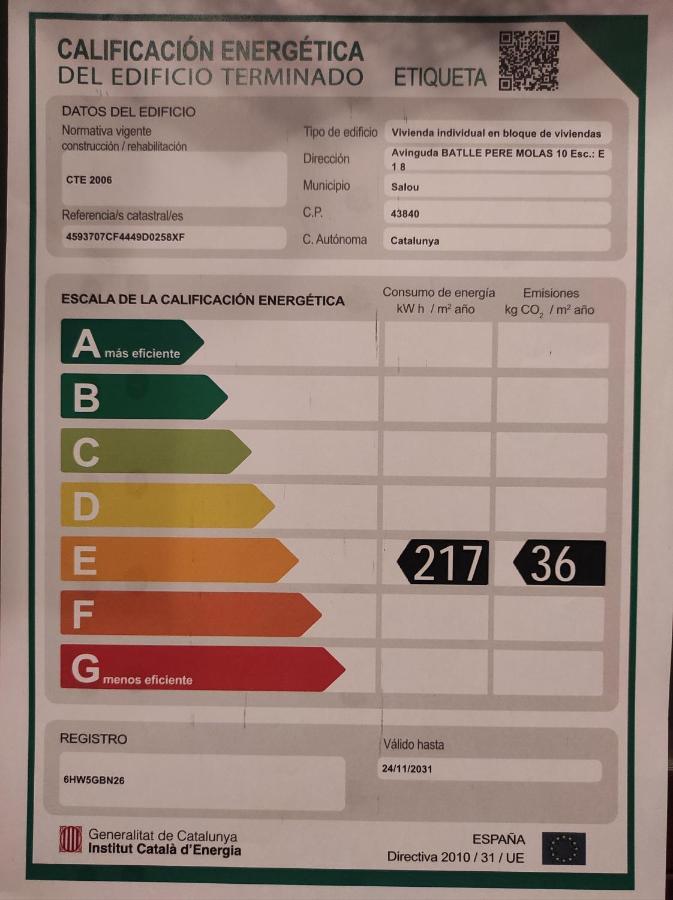 CALIFICACIÓN ENERGÉTICA
DEL EDIFICIO TERMINADO ETIQUETA
DATOS DEL EDIFICIO
Normativa vigente
construcción / rehabilitación
CTE 2006
Referencia/s catastral/es
4593707CF4449D0258XF
Tipo de edificio Vivienda individual en bloque de viviendas
Dirección Avinguda BATLLE PERE MOLAS 10 Esc.: E
1 8
Municipio Salou
C.P. 43840
C. Autónoma Catalunya
ESCALA DE LA CALIFICACIÓN ENERGÉTICA
Consumo de energía
kW h / m² año
Emisiones
kg CO₂ / m² año
A más eficiente
B
C
D
E 217 36
F
G menos eficiente
REGISTRO
6HW5GBN26
Válido hasta
24/11/2031
Generalitat de Catalunya
Institut Català d'Energia
ESPAÑA
Directiva 2010 / 31 / UE